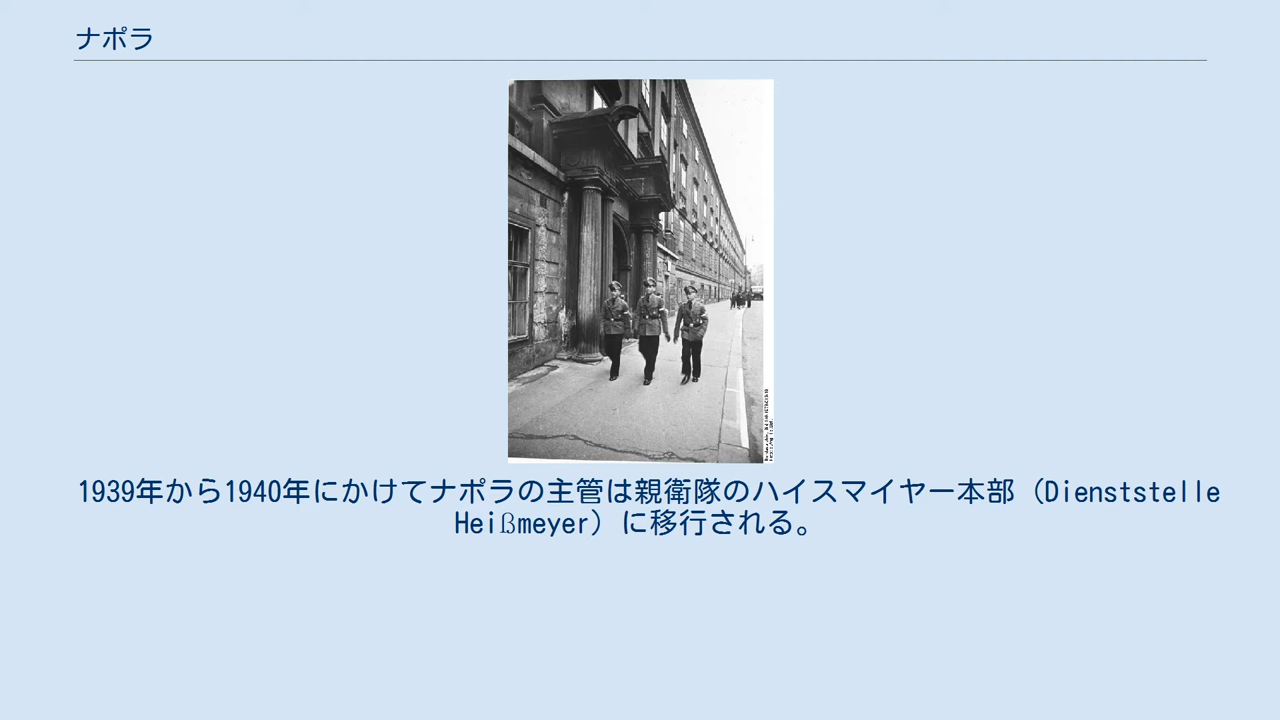 ナポラ
1939年から1940年にかけてナポラの主管は親衛隊のハイスマイヤー本部（Dienststelle
Heißmeyer）に移行される。